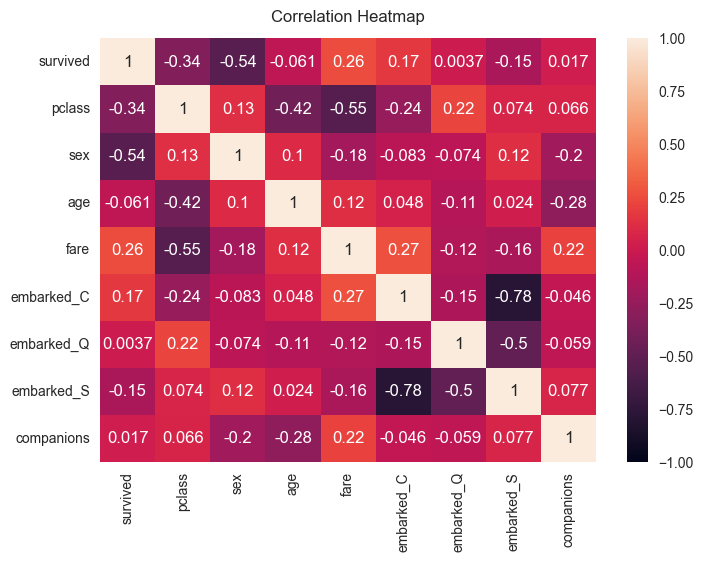 Correlation Heatmap
survived 1 -0.34 -0.54 -0.061 0.26 0.17 0.0037 -0.15 0.017
pclass -0.34 1 0.13 -0.42 -0.55 -0.24 0.22 0.074 0.066
sex -0.54 0.13 1 0.1 -0.18 -0.083 -0.074 0.12 -0.2
age -0.061 -0.42 0.1 1 0.12 0.048 -0.11 0.024 -0.28
fare 0.26 -0.55 -0.18 0.12 1 0.27 -0.12 -0.16 0.22
embarked_C 0.17 -0.24 -0.083 0.048 0.27 1 -0.15 -0.78 -0.046
embarked_Q 0.0037 0.22 -0.074 -0.11 -0.12 -0.15 1 -0.5 -0.059
embarked_S -0.15 0.074 0.12 0.024 -0.16 -0.78 -0.5 1 0.077
companions 0.017 0.066 -0.2 -0.28 0.22 -0.046 -0.059 0.077 1
survived
pclass
sex
age
fare
embarked_C
embarked_Q
embarked_S
companions
1.00
0.75
0.50
0.25
0.00
−0.25
−0.50
−0.75
−1.00